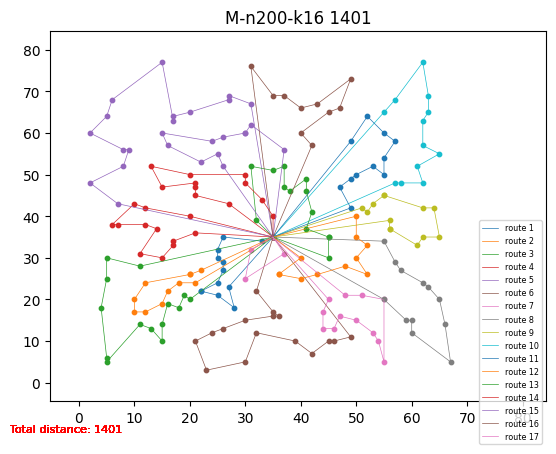 M-n200-k16 1401
80
70
60
50
40
30
20
10
0
0 10 20 30 40 50 60 70 80
route 1
route 2
route 3
route 4
route 5
route 6
route 7
route 8
route 9
route 10
route 11
route 12
route 13
route 14
route 15
route 16
route 17
Total distance: 1401